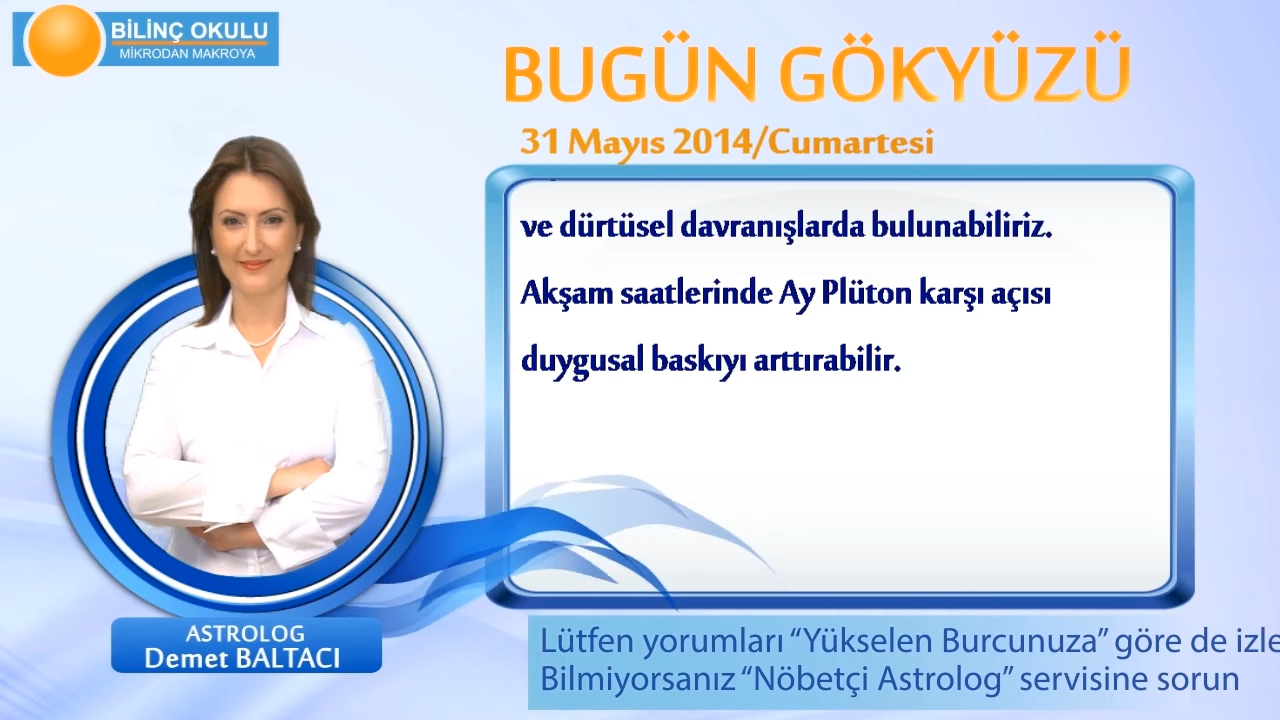 BİLİNÇ OKULU
MİKRODAN MAKROYA
BUGÜN GÖKYÜZÜ
31 Mayıs 2014/Cumartesi
ve dürtüsel davranışlarda bulunabiliriz.
Akşam saatlerinde Ay Plüton karşı açısı
duygusal baskıyı arttırabilir.
ASTROLOG
Demet BALTACI
Lütfen yorumları “Yükselen Burcunuza” göre de izle
Bilmiyorsanız “Nöbetçi Astrolog” servisine sorun